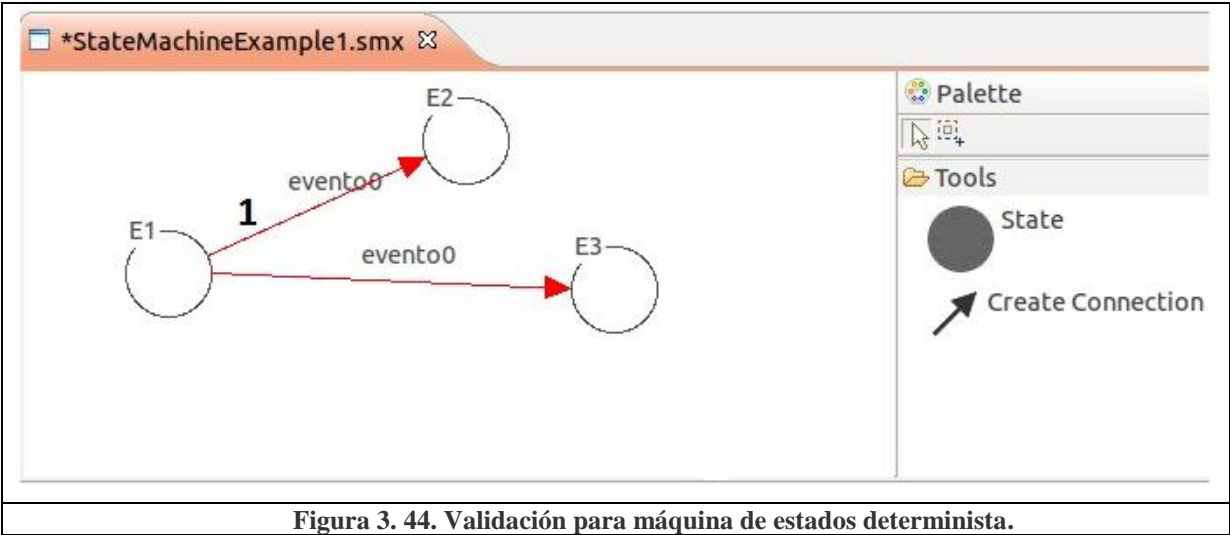 *StateMachineExample1.smx
Palette
Tools
State
Create Connection
E2
evento0
1
E1
evento0
E3
Figura 3. 44. Validación para máquina de estados determinista.